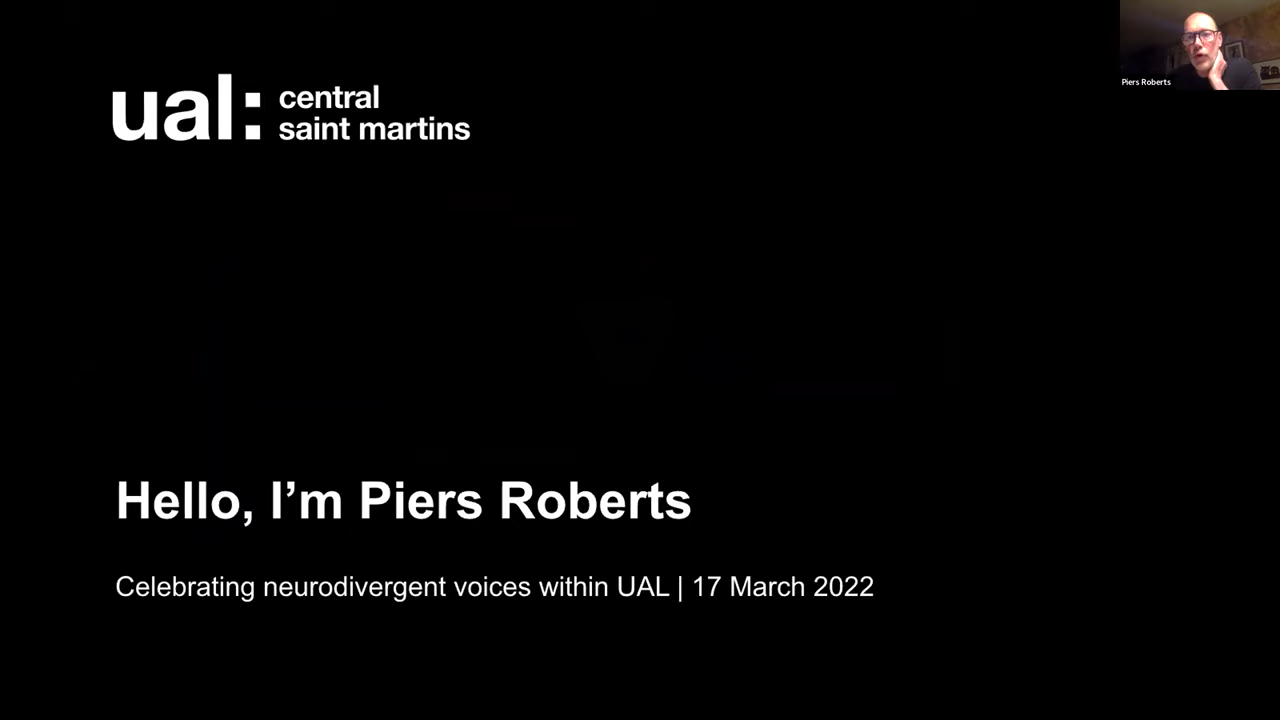 ual: central
saint martins
Piers Roberts
Hello, I’m Piers Roberts
Celebrating neurodivergent voices within UAL | 17 March 2022